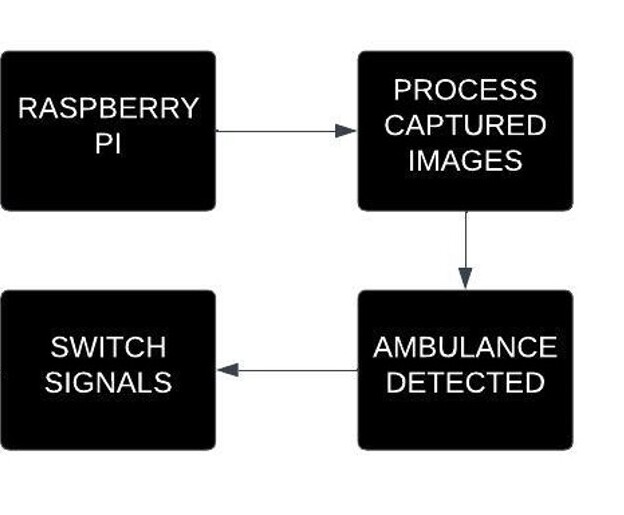 RASPBERRY
PI
PROCESS
CAPTURED
IMAGES
AMBULANCE
DETECTED
SWITCH
SIGNALS